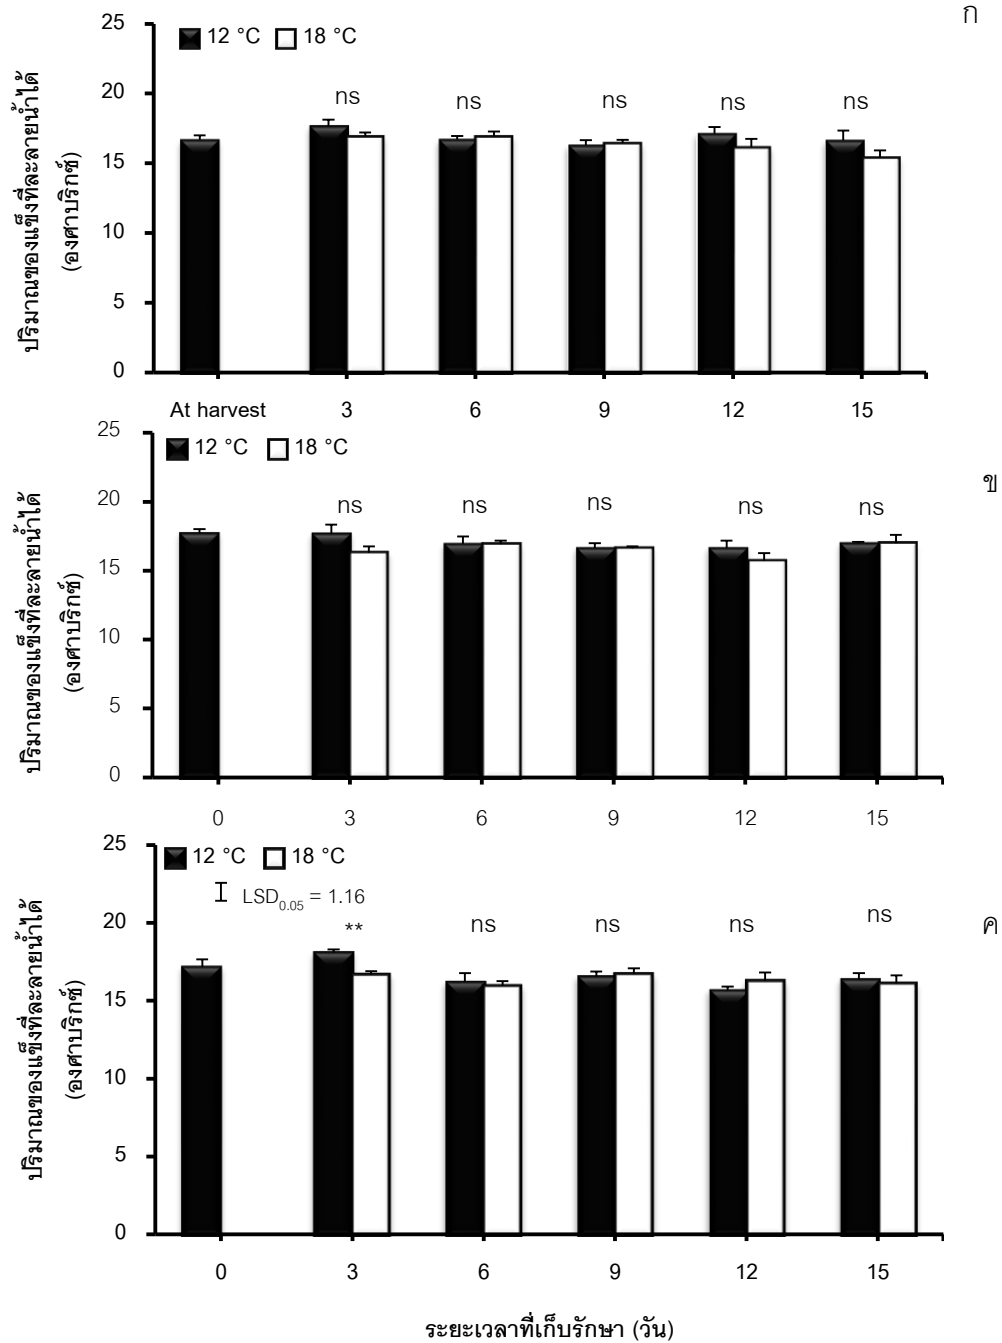 ก
25
12 °C 18 °C
20
ns ns ns ns ns
15
10
5
0
ปริมาณของแข็งที่ละลายน้ำได้
(องศาบริกซ์)
At harvest 3 6 9 12 15
ข
25
12 °C 18 °C
20
ns ns ns ns ns
15
10
5
0
ปริมาณของแข็งที่ละลายน้ำได้
(องศาบริกซ์)
0 3 6 9 12 15
ค
25
12 °C 18 °C
LSD0.05 = 1.16
20
** ns ns ns ns
15
10
5
0
ปริมาณของแข็งที่ละลายน้ำได้
(องศาบริกซ์)
0 3 6 9 12 15
ระยะเวลาที่เก็บรักษา (วัน)